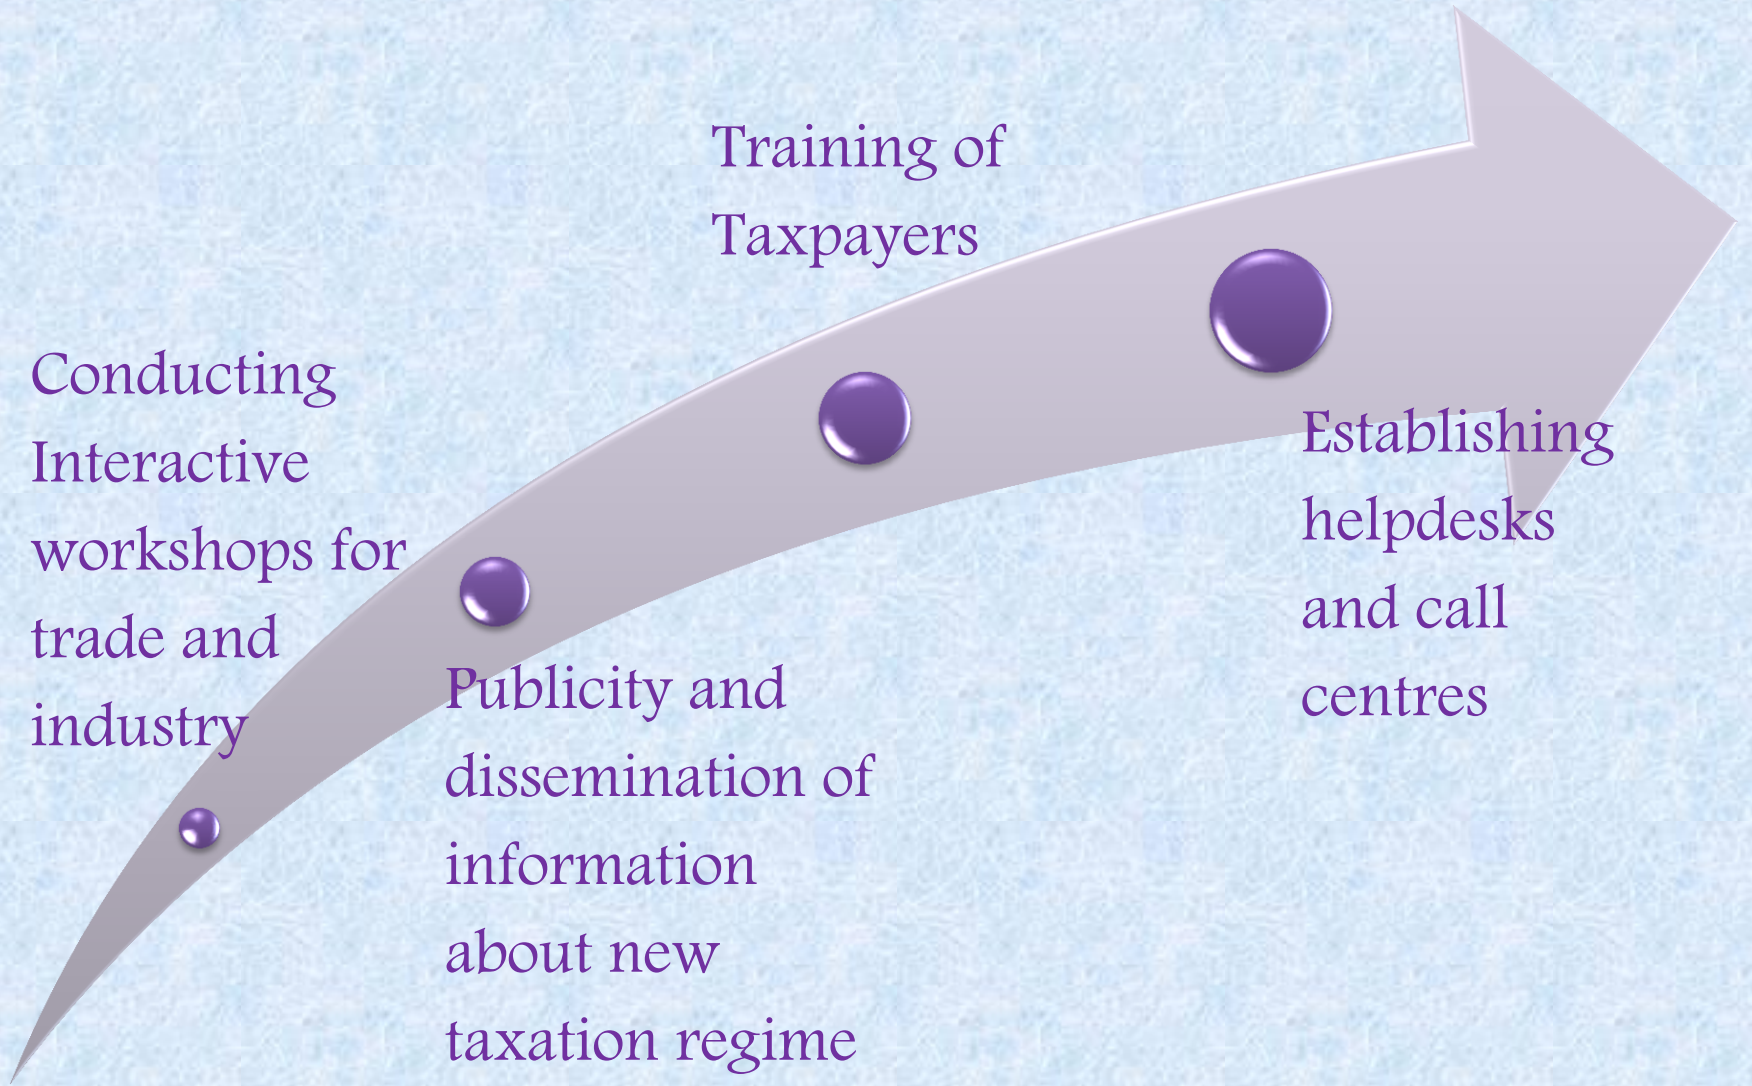 Conducting
Interactive
workshops for
trade and
industry
Publicity and
dissemination of
information
about new
taxation regime
Training of
Taxpayers
Establishing
helpdesks
and call
centres